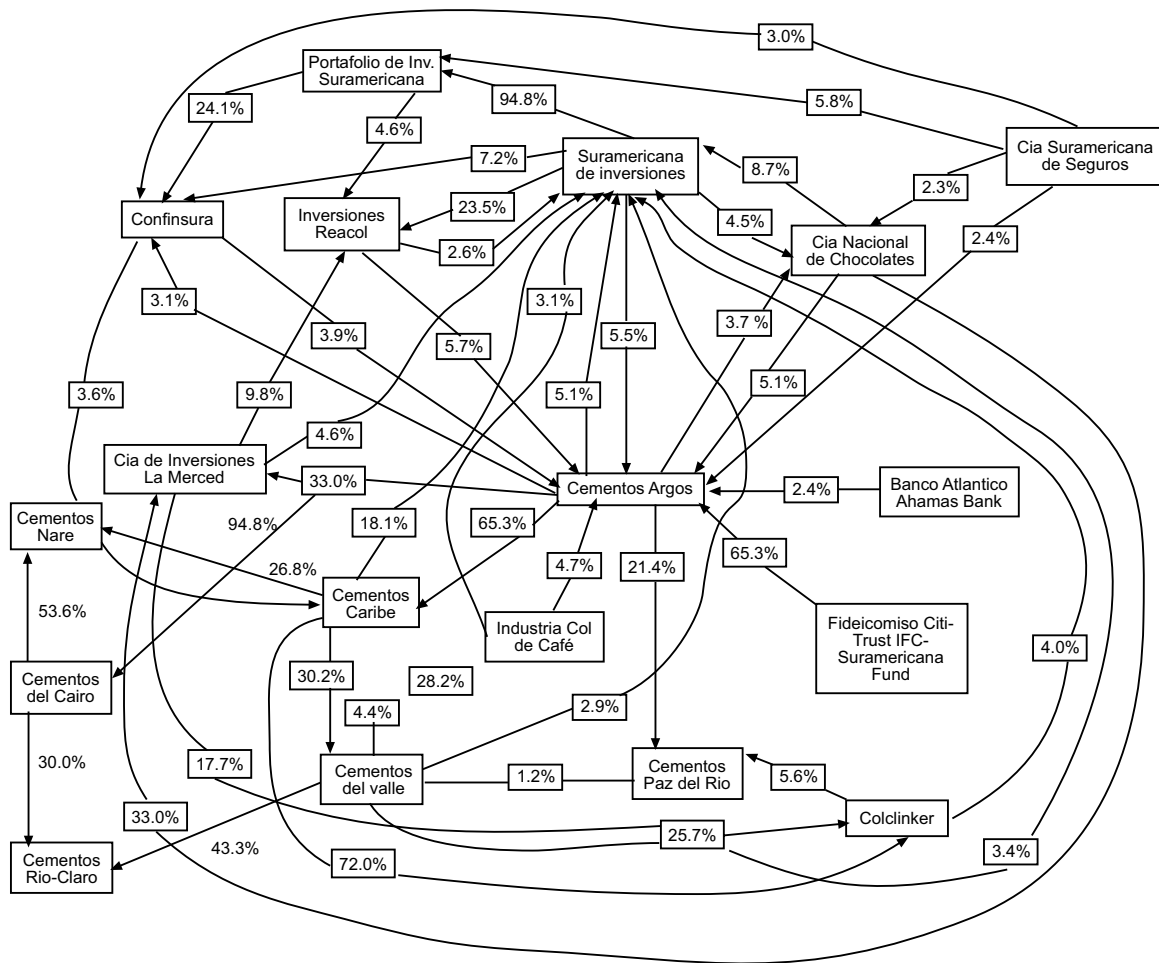 3.0%
Portafolio de Inv.
Suramericana
94.8%
5.8%
24.1%
4.6%
Cia Suramericana
de Seguros
7.2%
Suramericana
de inversiones
8.7%
2.3%
23.5%
4.5%
Confinsura
Inversiones
Reacol
2.6%
Cia Nacional
de Chocolates
2.4%
3.1%
3.1%
3.9%
5.7%
5.5%
3.7 %
3.6%
9.8%
5.1%
5.1%
4.6%
Cia de Inversiones
La Merced
33.0%
Cementos Argos
2.4%
Banco Atlantico
Ahamas Bank
Cementos
Nare
94.8%
18.1%
65.3%
65.3%
26.8%
4.7%
21.4%
Cementos
Caribe
53.6%
Industria Col
de Café
Fideicomiso Citi-
Trust IFC-
Suramericana
Fund
4.0%
Cementos
del Cairo
30.2%
28.2%
4.4%
2.9%
30.0%
17.7%
Cementos
del valle
1.2%
Cementos
Paz del Rio
5.6%
Colclinker
33.0%
43.3%
25.7%
3.4%
Cementos
Rio-Claro
72.0%